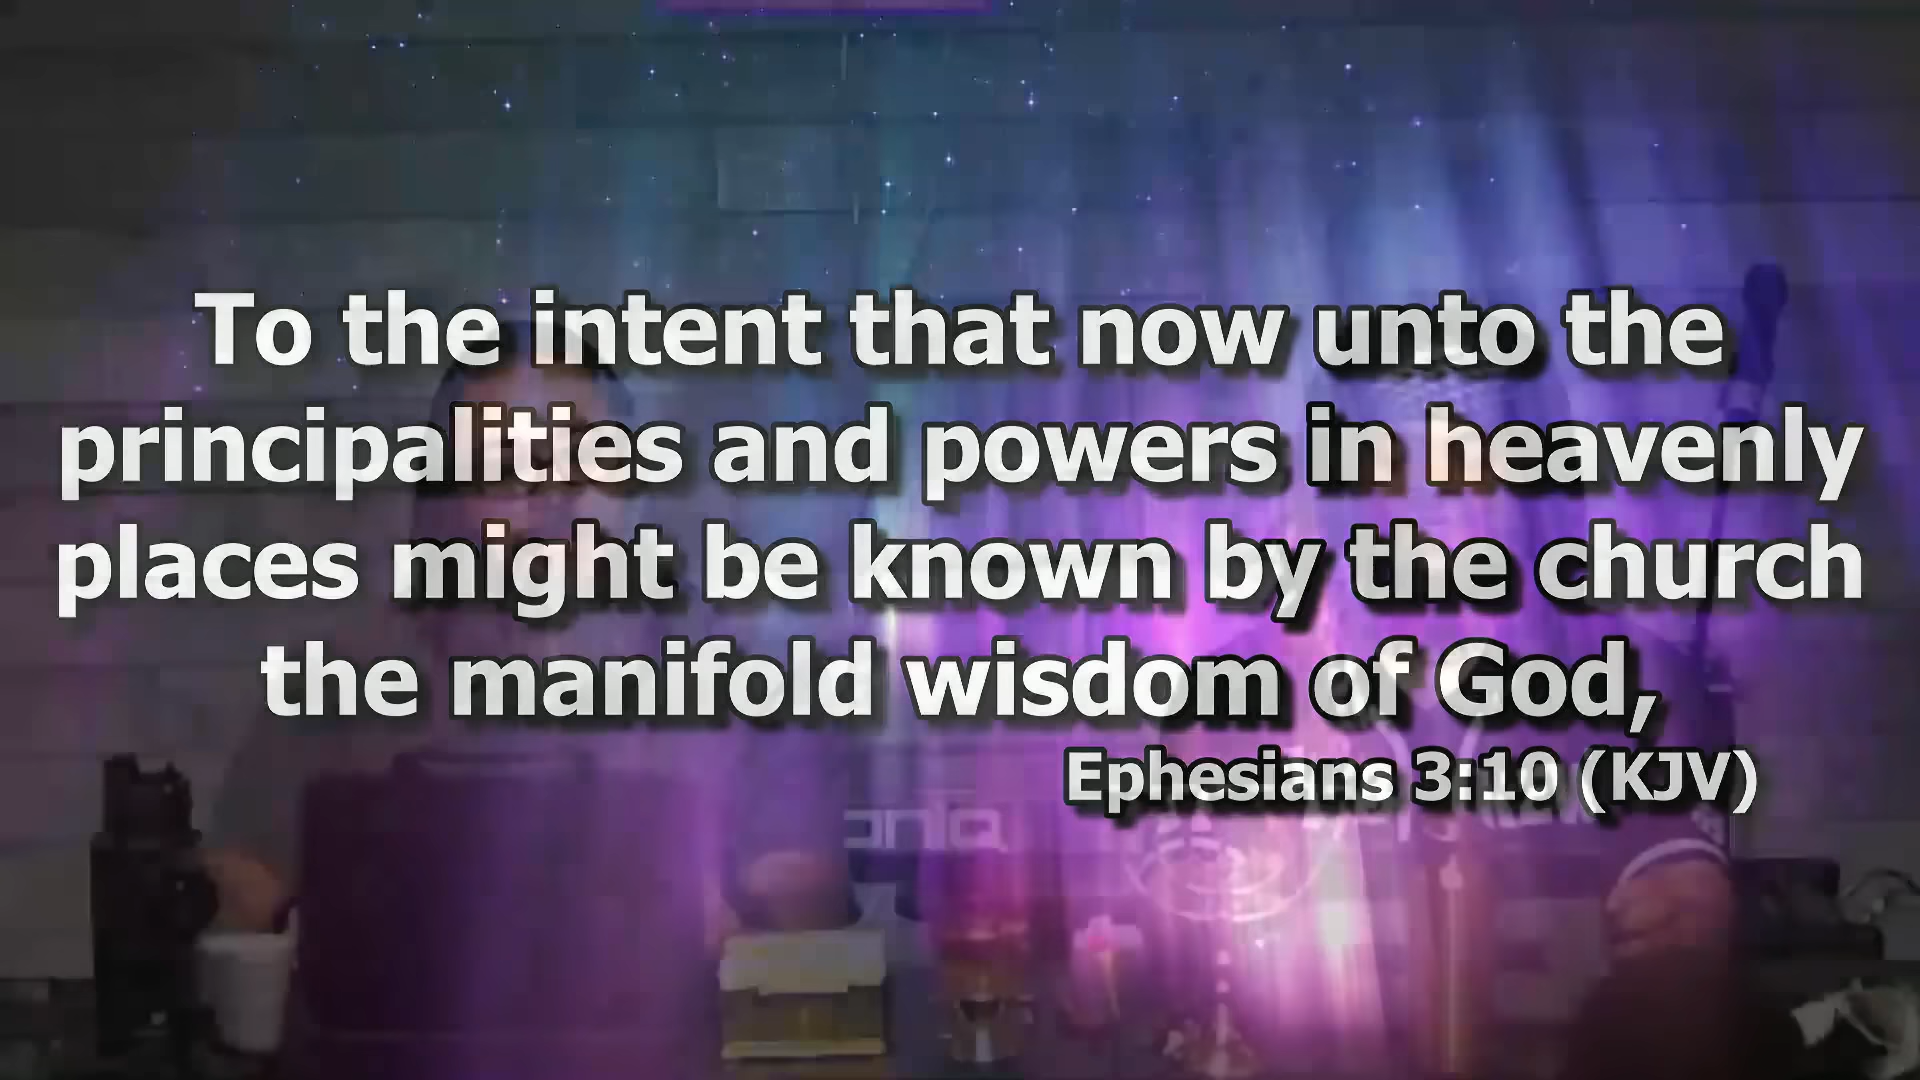 To the intent that now unto the
principalities and powers in heavenly
places might be known by the church
the manifold wisdom of God,
Ephesians 3:10 (KJV)